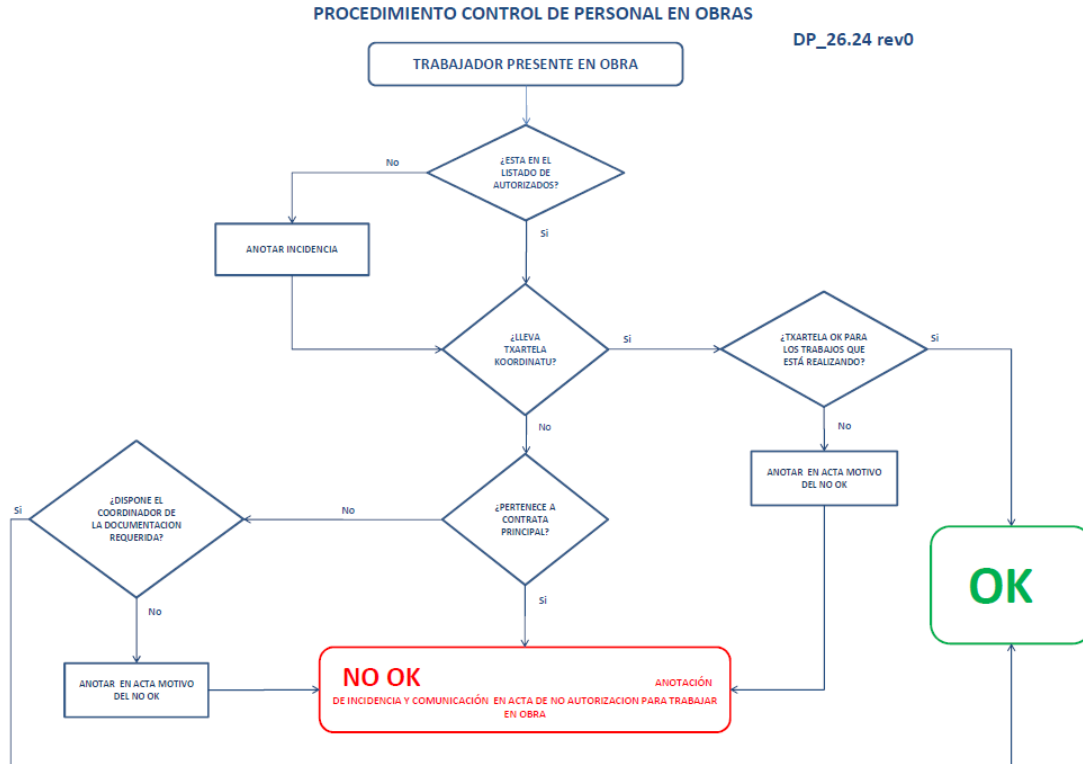 PROCEDIMIENTO CONTROL DE PERSONAL EN OBRAS
DP_26.24 rev0
TRABAJADOR PRESENTE EN OBRA
¿ESTA EN EL
LISTADO DE
AUTORIZADOS?
No
Si
ANOTAR INCIDENCIA
¿LLEVA
TXARTELA
KOORDINATU?
Si
¿TXARTELA OK PARA
LOS TRABAJOS QUE
ESTÁ REALIZANDO?
Si
No
No
ANOTAR EN ACTA MOTIVO
DEL NO OK
¿PERTENECE A
CONTRATA
PRINCIPAL?
No
Si
¿DISPONE EL
COORDINADOR DE
LA DOCUMENTACION
REQUERIDA?
Si
No
ANOTAR EN ACTA MOTIVO
DEL NO OK
NO OK ANOTACIÓN
DE INCIDENCIA Y COMUNICACIÓN EN ACTA DE NO AUTORIZACION PARA TRABAJAR
EN OBRA
OK